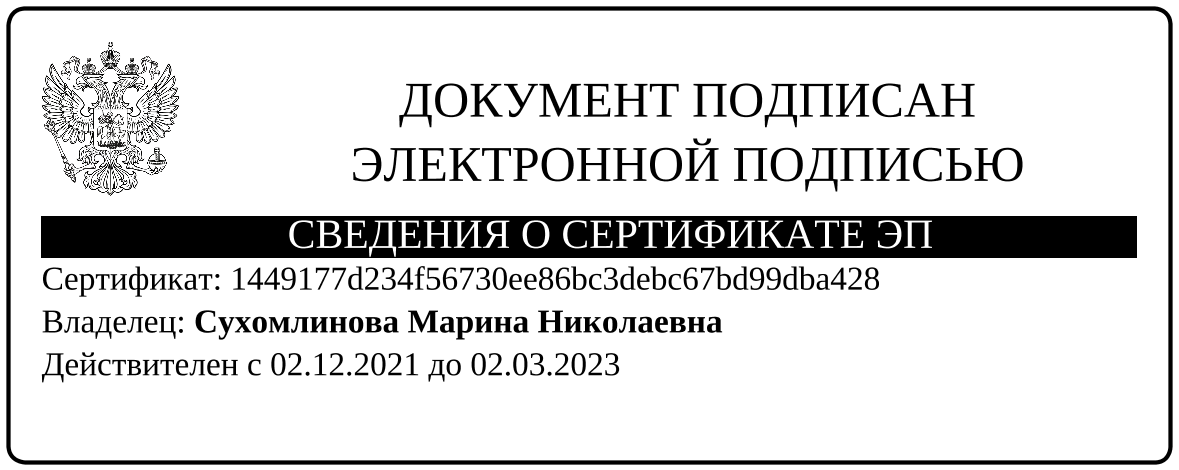 ДОКУМЕНТ ПОДПИСАН
ЭЛЕКТРОННОЙ ПОДПИСЬЮ
СВЕДЕНИЯ О СЕРТИФИКАТЕ ЭП
Сертификат: 1449177d234f56730ee86bc3debc67bd99dba428
Владелец: Сухомлинова Марина Николаевна
Действителен с 02.12.2021 до 02.03.2023